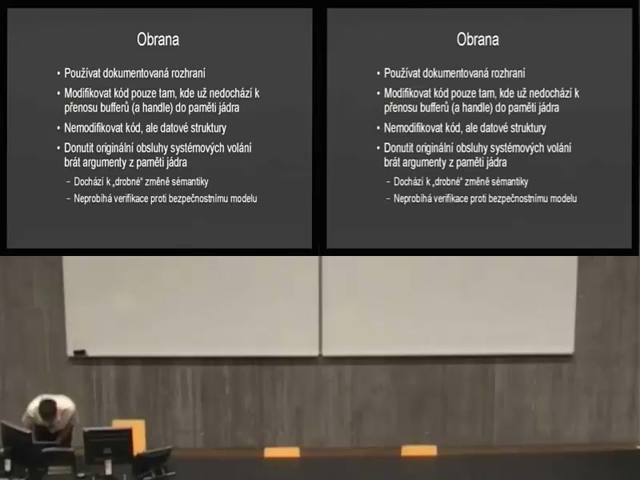 Obrana
• Používat dokumentovaná rozhraní
• Modifikovat kód pouze tam, kde už nedochází k
přenosu bufferů (a handle) do paměti jádra
• Nemodifikovat kód, ale datové struktury
• Donutit originální obsluhy systémových volání
brát argumenty z paměti jádra
– Dochází k „drobné" změně sémantiky
– Neprobíhá verifikace proti bezpečnostnímu modelu
Obrana
• Používat dokumentovaná rozhraní
• Modifikovat kód pouze tam, kde už nedochází k
přenosu bufferů (a handle) do paměti jádra
• Nemodifikovat kód, ale datové struktury
• Donutit originální obsluhy systémových volání
brát argumenty z paměti jádra
– Dochází k „drobné" změně sémantiky
– Neprobíhá verifikace proti bezpečnostnímu modelu